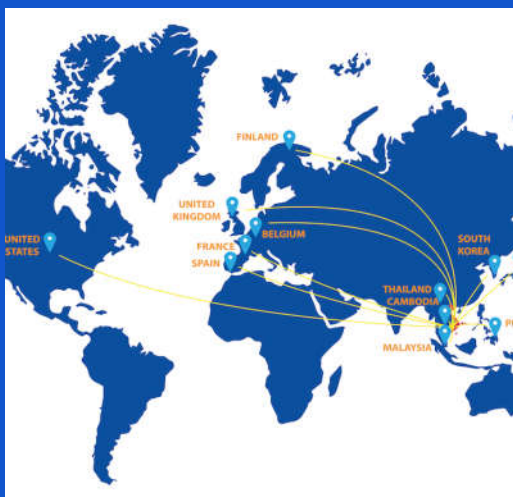 FINLAND
UNITED
KINGDOM
BELGIUM
FRANCE
SPAIN
UNITED
STATES
SOUTH
KOREA
THAILAND
CAMBODIA
MALAYSIA